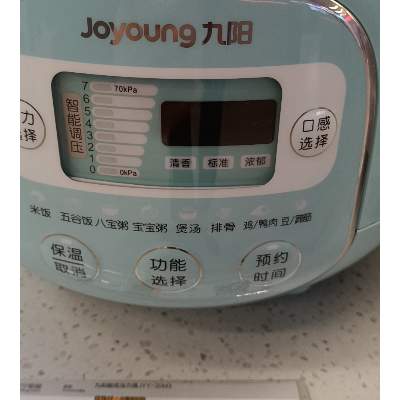 Joyoung 九阳
7 70kPa
6
5
4
3
2
1
0 0kPa
智能调压
清香 标准 浓郁
力
选择
口感
选择
米饭 五谷饭 八宝粥 宝宝粥 煲汤 排骨 鸡/鸭肉 豆/蹄筋
保温
取消
功能
选择
预约
时间